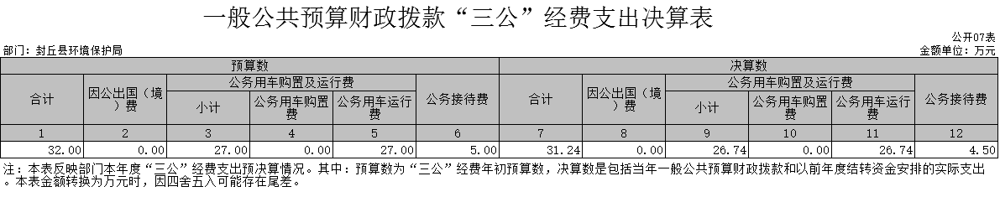 一般公共预算财政拨款“三公”经费支出决算表
公开07表
部门：封丘县环境保护局 金额单位：万元
预算数 决算数
合计 因公出国（境）费 公务用车购置及运行费 公务接待费 合计 因公出国（境）费 公务用车购置及运行费 公务接待费
小计 公务用车购置费 公务用车运行费 小计 公务用车购置费 公务用车运行费
1 2 3 4 5 6 7 8 9 10 11 12
32.00 0.00 27.00 0.00 27.00 5.00 31.24 0.00 26.74 0.00 26.74 4.50
注：本表反映部门本年度“三公”经费支出预决算情况。其中：预算数为“三公”经费年初预算数，决算数是包括当年一般公共预算财政拨款和以前年度结转资金安排的实际支出
。本表金额转换为万元时，因四舍五入可能存在尾差。